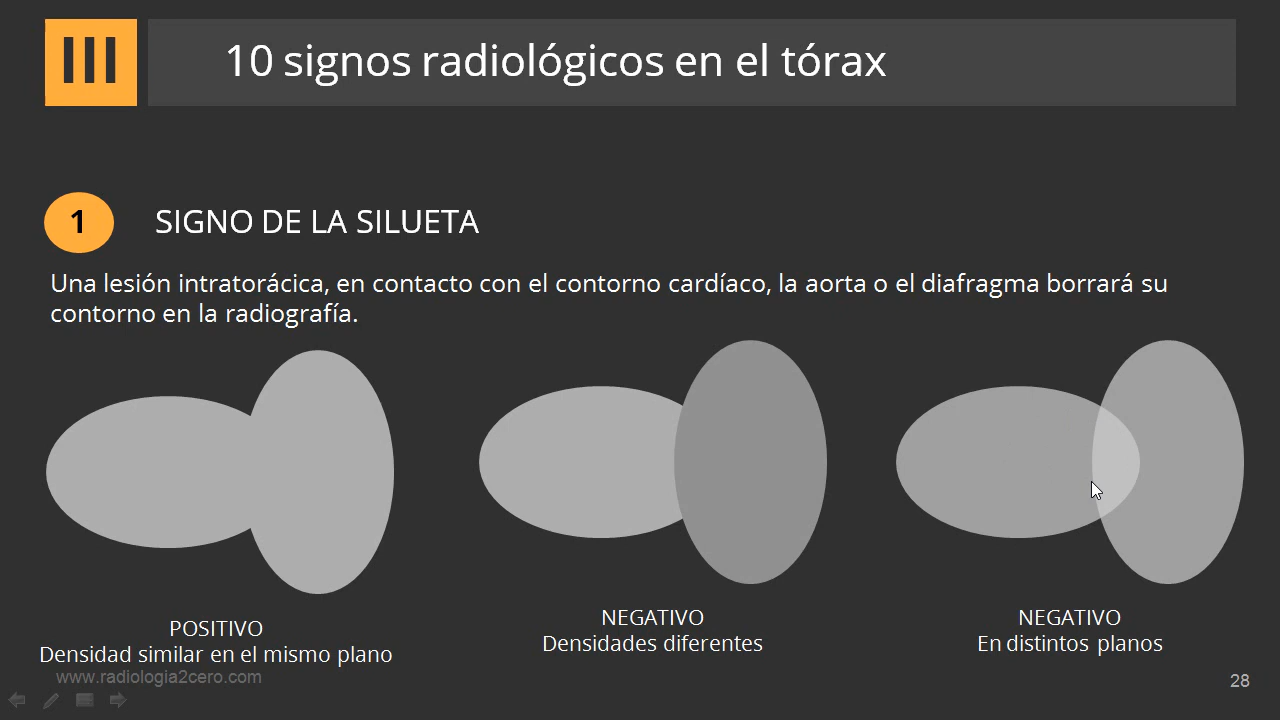 III
10 signos radiológicos en el tórax
1
SIGNO DE LA SILUETA
Una lesión intratorácica, en contacto con el contorno cardíaco, la aorta o el diafragma borrará su
contorno en la radiografía.
POSITIVO
Densidad similar en el mismo plano
NEGATIVO
Densidades diferentes
NEGATIVO
En distintos planos
www.radiologia2cero.com
28